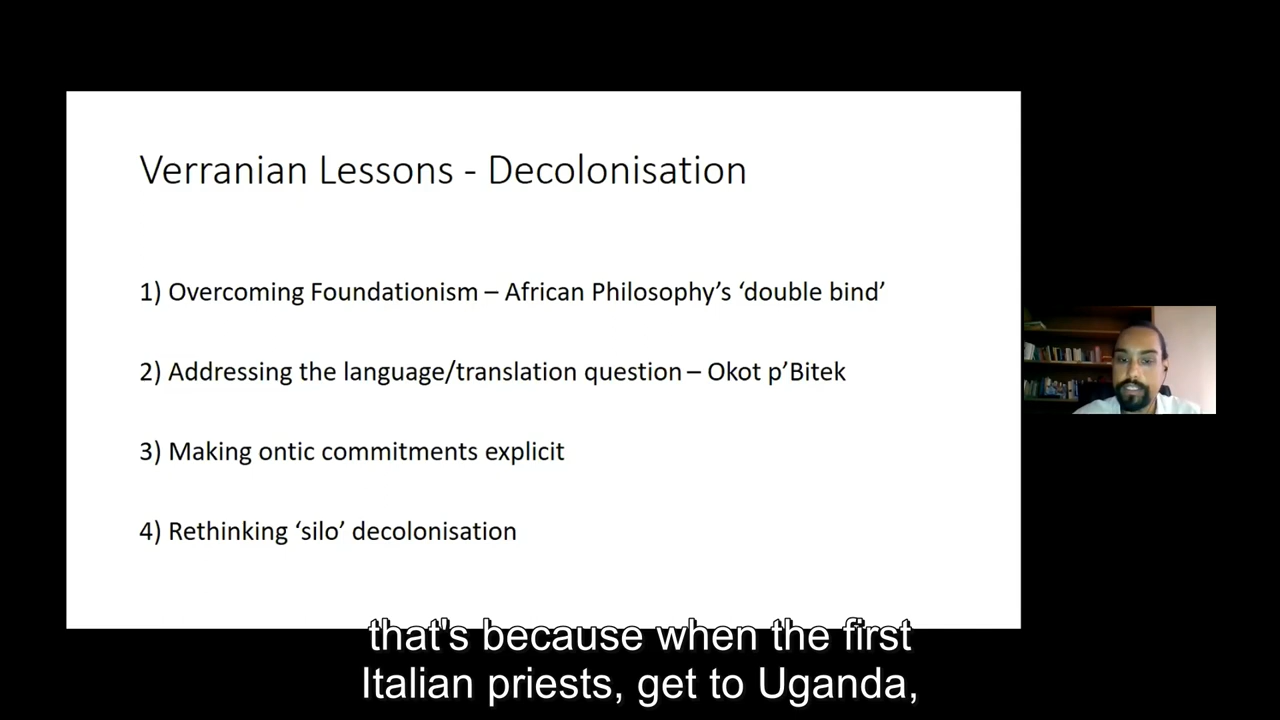 Verranian Lessons - Decolonisation
1) Overcoming Foundationism – African Philosophy’s ‘double bind’
2) Addressing the language/translation question – Okot p’Bitek
3) Making ontic commitments explicit
4) Rethinking ‘silo’ decolonisation
that's because when the first
Italian priests, get to Uganda,